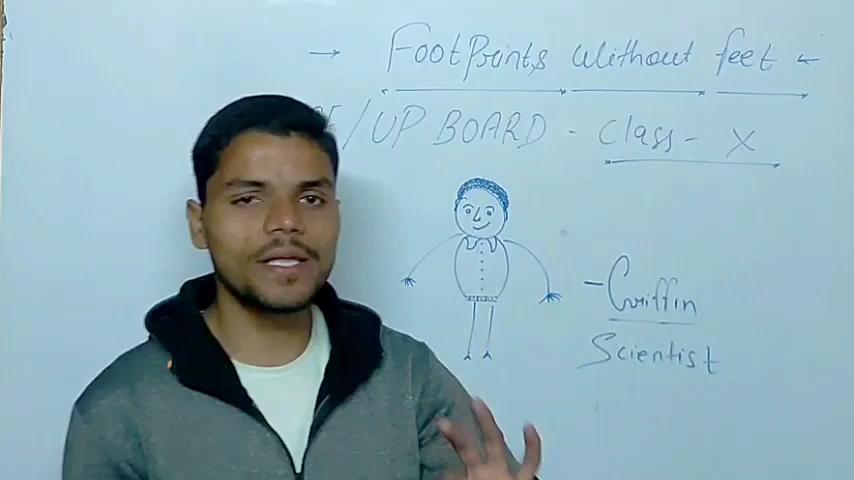 → FootPrints Without feet ←
/ UP BOARD - Class - X
- Griffin
Scientist